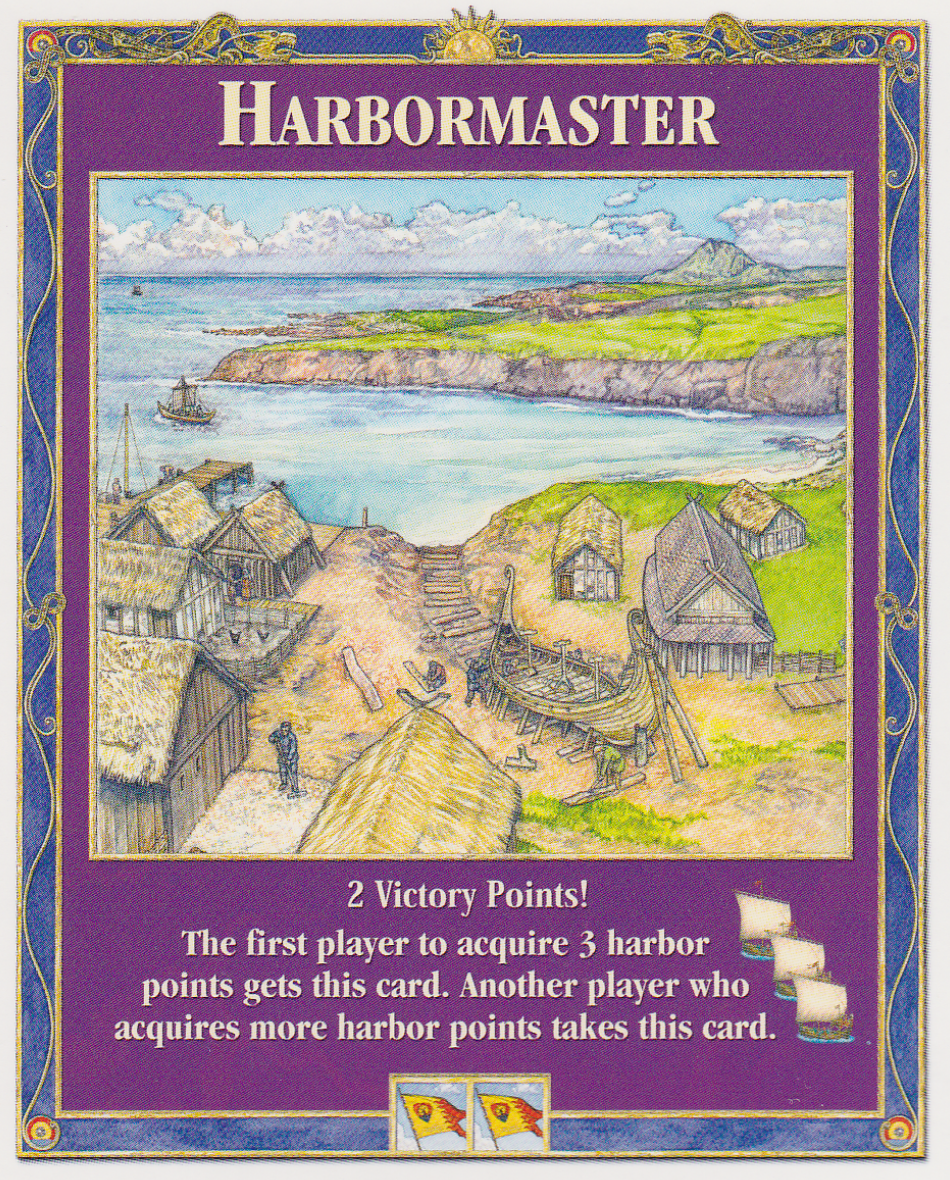 HARBORMASTER
2 Victory Points!
The first player to acquire 3 harbor
points gets this card. Another player who
acquires more harbor points takes this card.